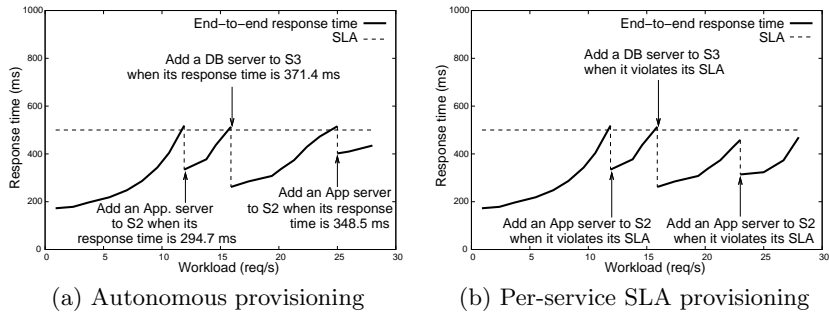 1000
800
600
400
200
0
Response time (ms)
End-to-end response time
SLA
Add a DB server to S3
when its response time is 371.4 ms
Add an App. server
to S2 when its
response time is 294.7 ms
Add an App server
to S2 when its response
time is 348.5 ms
0 5 10 15 20 25 30
Workload (req/s)
(a) Autonomous provisioning
1000
800
600
400
200
0
Response time (ms)
End-to-end response time
SLA
Add a DB server to S3
when it violates its SLA
Add an App server to S2
when it violates its SLA
Add an App server to S2
when it violates its SLA
0 5 10 15 20 25 30
Workload (req/s)
(b) Per-service SLA provisioning